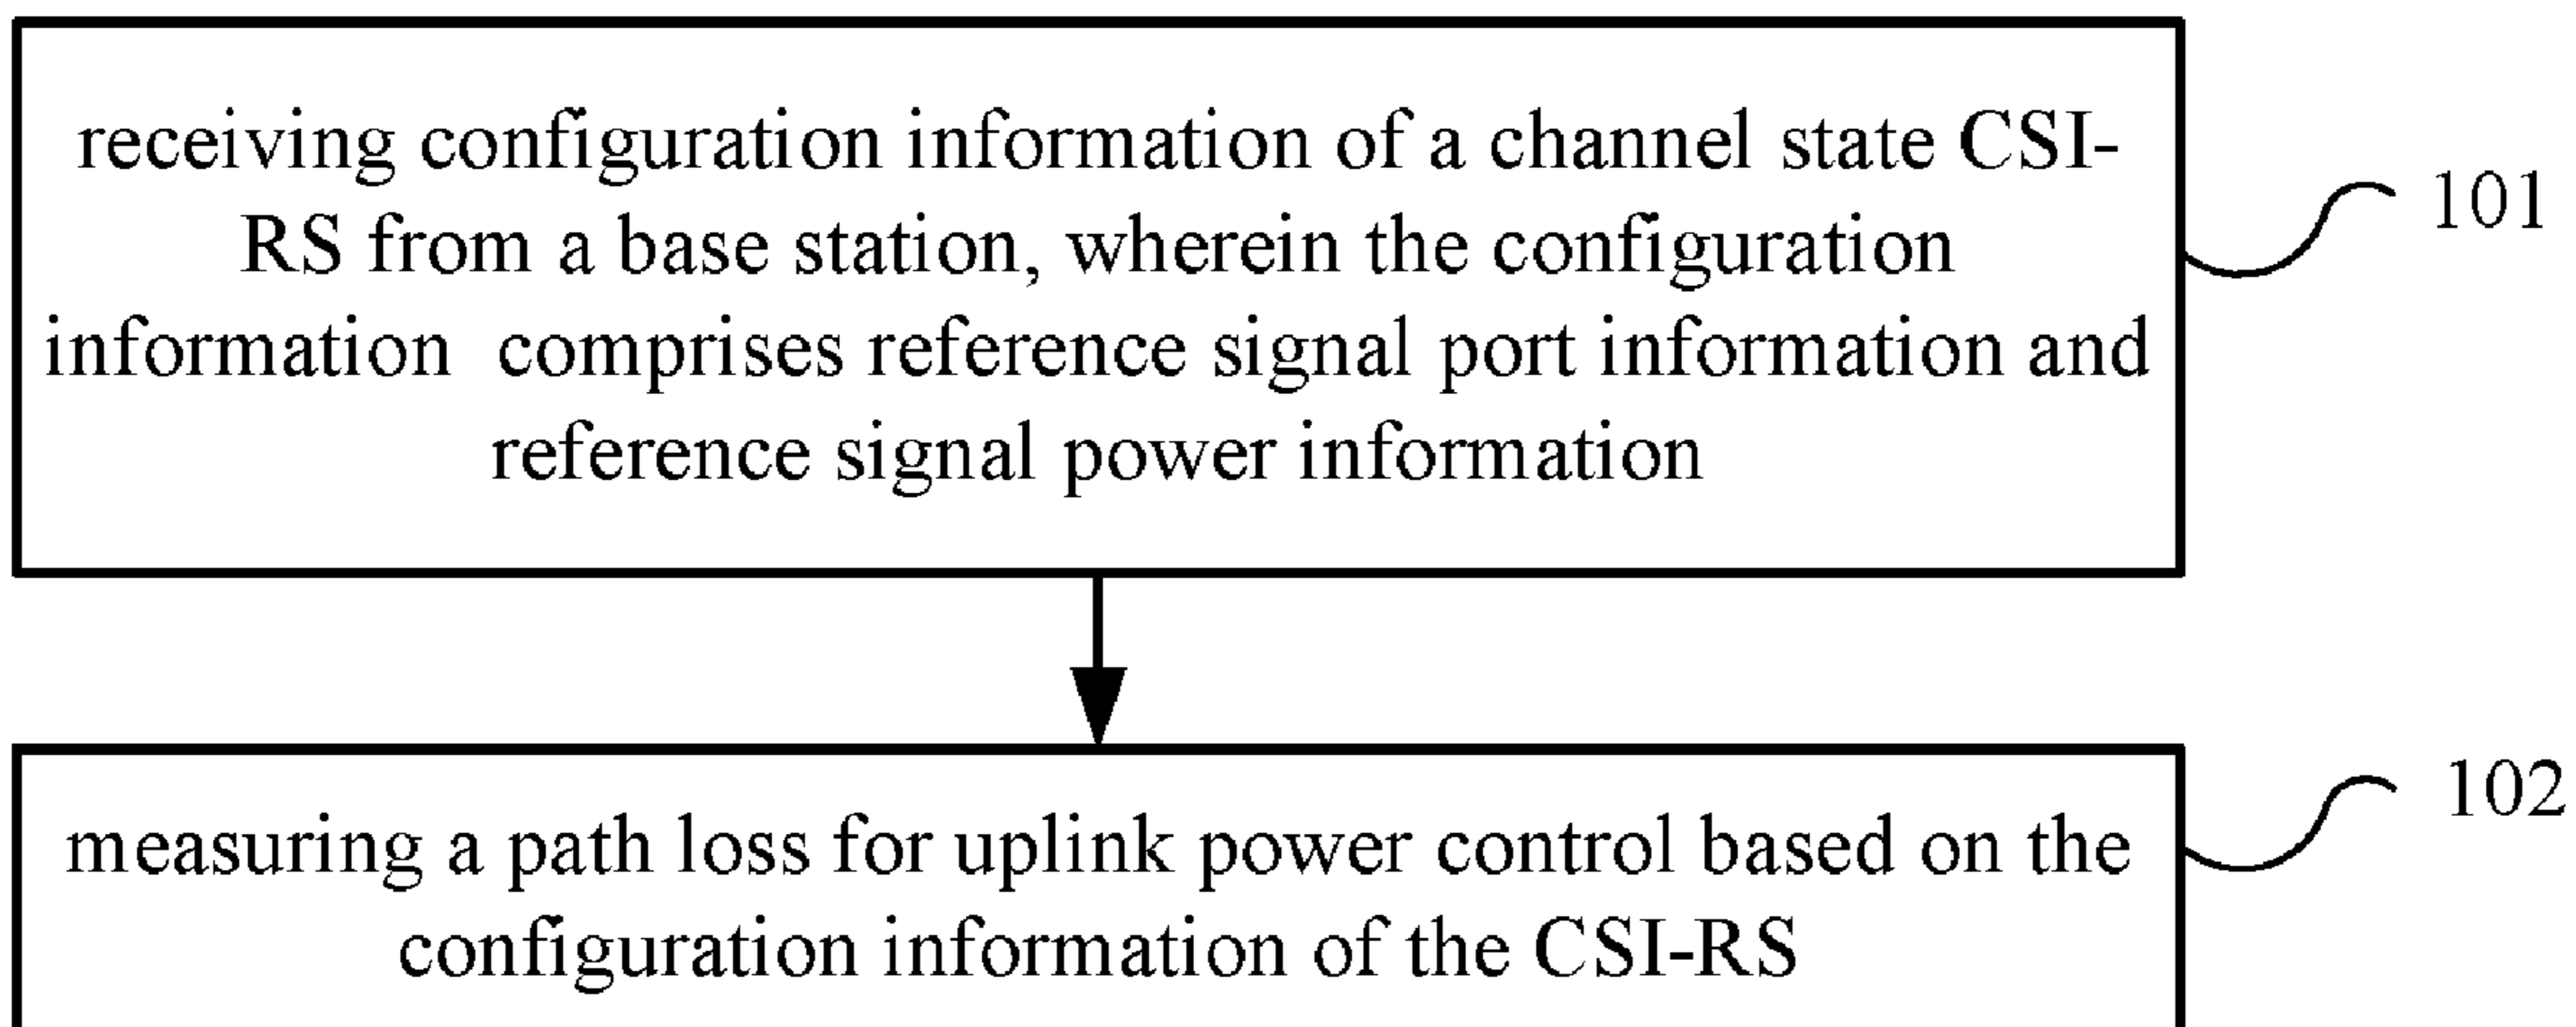 receiving configuration information of a channel state CSI-
RS from a base station, wherein the configuration
information comprises reference signal port information and
reference signal power information
101
measuring a path loss for uplink power control based on the
configuration information of the CSI-RS
102